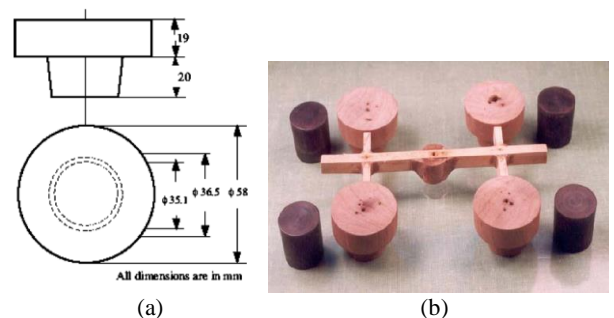 19
20
ϕ35.1
ϕ36.5
ϕ58
All dimensions are in mm
(a)
(b)